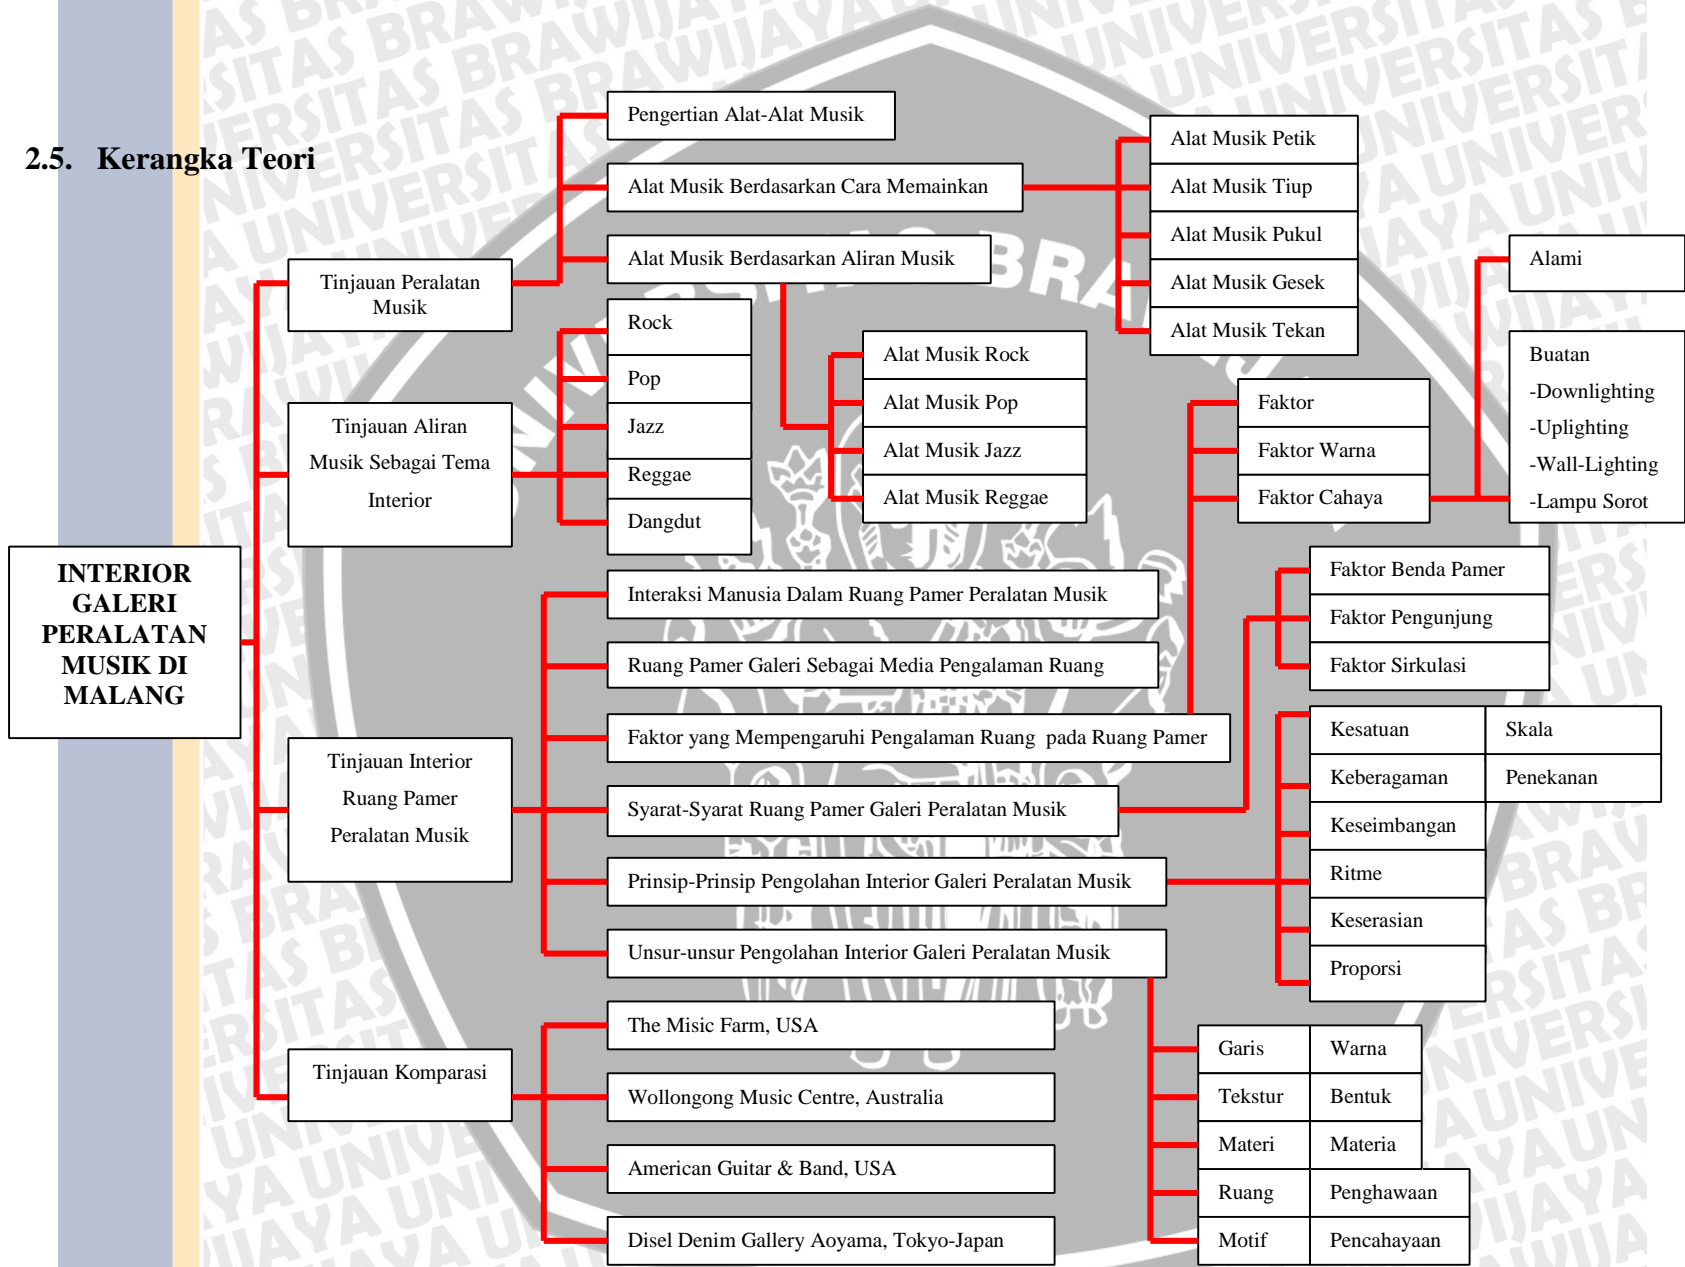 2.5. Kerangka Teori
INTERIOR
GALERI
PERALATAN
MUSIK DI
MALANG
Tinjauan Peralatan
Musik
Pengertian Alat-Alat Musik
Alat Musik Berdasarkan Cara Memainkan
Alat Musik Petik
Alat Musik Tiup
Alat Musik Pukul
Alat Musik Gesek
Alat Musik Tekan
Alat Musik Berdasarkan Aliran Musik
Alat Musik Rock
Alat Musik Pop
Alat Musik Jazz
Alat Musik Reggae
Tinjauan Aliran
Musik Sebagai Tema
Interior
Rock
Pop
Jazz
Reggae
Dangdut
Tinjauan Interior
Ruang Pamer
Peralatan Musik
Interaksi Manusia Dalam Ruang Pamer Peralatan Musik
Ruang Pamer Galeri Sebagai Media Pengalaman Ruang
Faktor yang Mempengaruhi Pengalaman Ruang pada Ruang Pamer
Faktor
Faktor Warna
Faktor Cahaya
Alami
Buatan
-Downlighting
-Uplighting
-Wall-Lighting
-Lampu Sorot
Syarat-Syarat Ruang Pamer Galeri Peralatan Musik
Faktor Benda Pamer
Faktor Pengunjung
Faktor Sirkulasi
Prinsip-Prinsip Pengolahan Interior Galeri Peralatan Musik
Kesatuan Skala
Keberagaman Penekanan
Keseimbangan
Ritme
Keserasian
Proporsi
Unsur-unsur Pengolahan Interior Galeri Peralatan Musik
Garis Warna
Tekstur Bentuk
Materi Materia
Ruang Penghawaan
Motif Pencahayaan
Tinjauan Komparasi
The Misic Farm, USA
Wollongong Music Centre, Australia
American Guitar & Band, USA
Disel Denim Gallery Aoyama, Tokyo-Japan